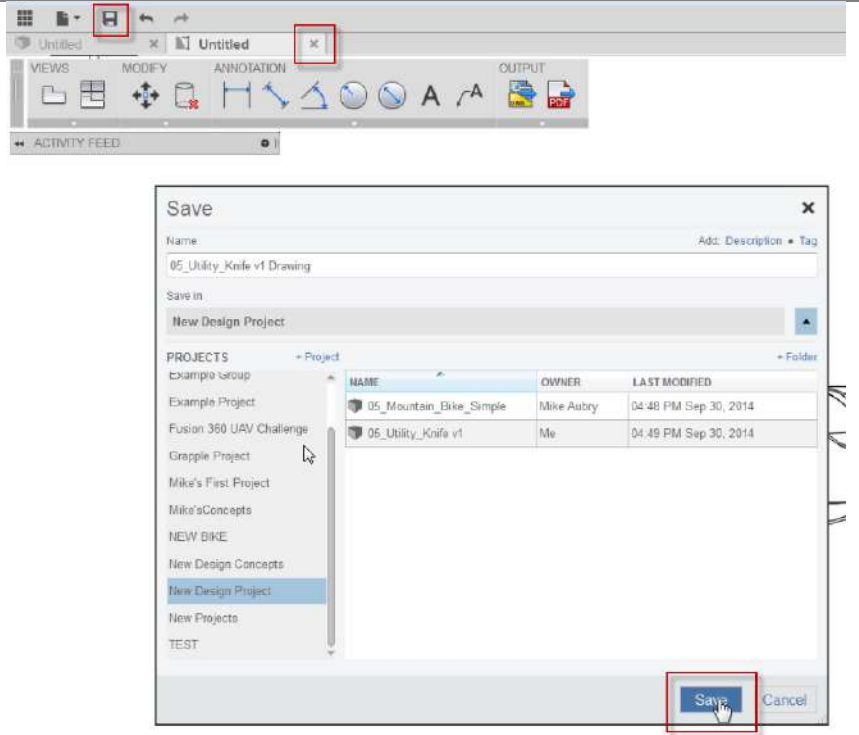 Untitled Untitled
VIEWS MODIFY ANNOTATION OUTPUT
A A
DWG PDF
ACTIVITY FEED
Save
Name Add: Description • Tag
05_Utility_Knife v1 Drawing
Save in
New Design Project
PROJECTS + Project + Folder
NAME OWNER LAST MODIFIED
Example Group
Example Project
05_Mountain_Bike_Simple Mike Aubry 04:48 PM Sep 30, 2014
Fusion 360 UAV Challenge
05_Utility_Knife v1 Me 04:49 PM Sep 30, 2014
Grapple Project
Mike's First Project
Mike'sConcepts
NEW BIKE
New Design Concepts
New Design Project
New Projects
TEST
Save Cancel